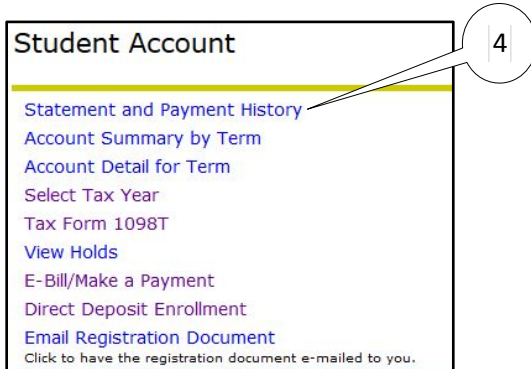 Student Account
4
Statement and Payment History
Account Summary by Term
Account Detail for Term
Select Tax Year
Tax Form 1098T
View Holds
E-Bill/Make a Payment
Direct Deposit Enrollment
Email Registration Document
Click to have the registration document e-mailed to you.